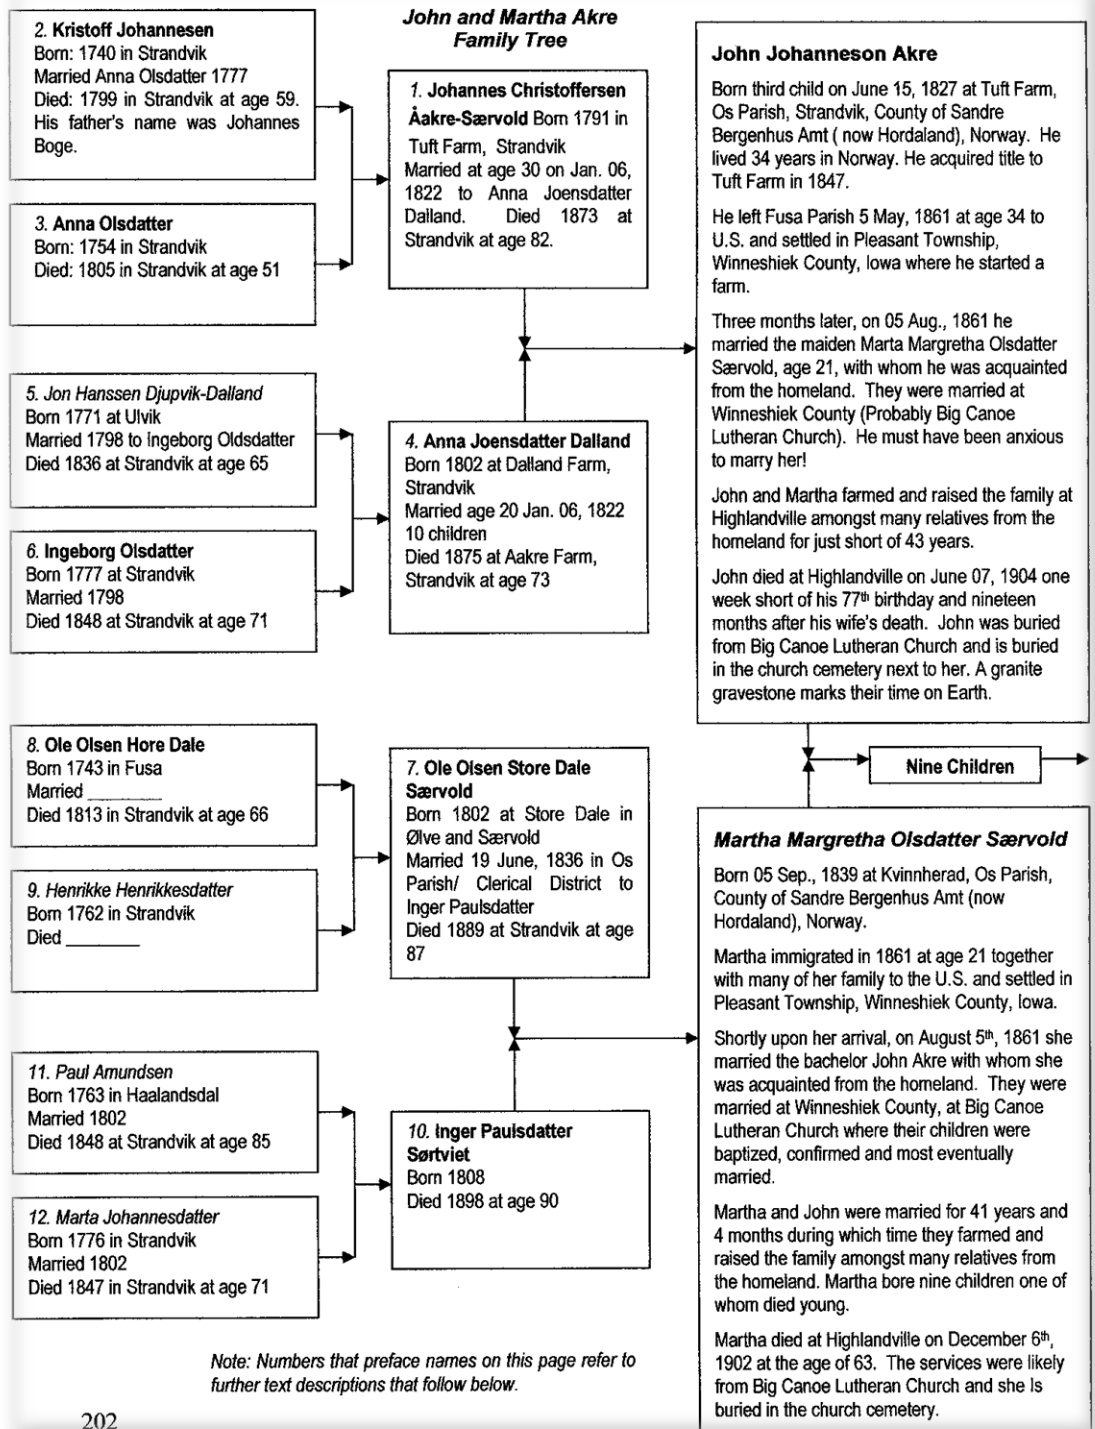 John and Martha Akre
Family Tree
2. Kristoff Johannesen
Born: 1740 in Strandvik
Married Anna Olsdatter 1777
Died: 1799 in Strandvik at age 59.
His father's name was Johannes
Boge.
3. Anna Olsdatter
Born: 1754 in Strandvik
Died: 1805 in Strandvik at age 51
1. Johannes Christoffersen
Åakre-Særvold Born 1791 in
Tuft Farm, Strandvik
Married at age 30 on Jan. 06,
1822 to Anna Joensdatter
Dalland. Died 1873 at
Strandvik at age 82.
5. Jon Hanssen Djupvik-Dalland
Born 1771 at Ulvik
Married 1798 to Ingeborg Oldsdatter
Died 1836 at Strandvik at age 65
6. Ingeborg Olsdatter
Born 1777 at Strandvik
Married 1798
Died 1848 at Strandvik at age 71
4. Anna Joensdatter Dalland
Born 1802 at Dalland Farm,
Strandvik
Married age 20 Jan. 06, 1822
10 children
Died 1875 at Aakre Farm,
Strandvik at age 73
John Johanneson Akre
Born third child on June 15, 1827 at Tuft Farm,
Os Parish, Strandvik, County of Sandre
Bergenhus Amt ( now Hordaland), Norway. He
lived 34 years in Norway. He acquired title to
Tuft Farm in 1847.
He left Fusa Parish 5 May, 1861 at age 34 to
U.S. and settled in Pleasant Township,
Winneshiek County, Iowa where he started a
farm.
Three months later, on 05 Aug., 1861 he
married the maiden Marta Margretha Olsdatter
Særvold, age 21, with whom he was acquainted
from the homeland. They were married at
Winneshiek County (Probably Big Canoe
Lutheran Church). He must have been anxious
to marry her!
John and Martha farmed and raised the family at
Highlandville amongst many relatives from the
homeland for just short of 43 years.
John died at Highlandville on June 07, 1904 one
week short of his 77th birthday and nineteen
months after his wife's death. John was buried
from Big Canoe Lutheran Church and is buried
in the church cemetery next to her. A granite
gravestone marks their time on Earth.
Nine Children
8. Ole Olsen Hore Dale
Born 1743 in Fusa
Married ________
Died 1813 in Strandvik at age 66
9. Henrikke Henrikkesdatter
Born 1762 in Strandvik
Died ________
7. Ole Olsen Store Dale
Særvold
Born 1802 at Store Dale in
Ølve and Særvold
Married 19 June, 1836 in Os
Parish/ Clerical District to
Inger Paulsdatter
Died 1889 at Strandvik at age
87
11. Paul Amundsen
Born 1763 in Haalandsdal
Married 1802
Died 1848 at Strandvik at age 85
12. Marta Johannesdatter
Born 1776 in Strandvik
Married 1802
Died 1847 in Strandvik at age 71
10. Inger Paulsdatter
Sørtviet
Born 1808
Died 1898 at age 90
Martha Margretha Olsdatter Særvold
Born 05 Sep., 1839 at Kvinnherad, Os Parish,
County of Sandre Bergenhus Amt (now
Hordaland), Norway.
Martha immigrated in 1861 at age 21 together
with many of her family to the U.S. and settled in
Pleasant Township, Winneshiek County, Iowa.
Shortly upon her arrival, on August 5th, 1861 she
married the bachelor John Akre with whom she
was acquainted from the homeland. They were
married at Winneshiek County, at Big Canoe
Lutheran Church where their children were
baptized, confirmed and most eventually
married.
Martha and John were married for 41 years and
4 months during which time they farmed and
raised the family amongst many relatives from
the homeland. Martha bore nine children one of
whom died young.
Martha died at Highlandville on December 6th,
1902 at the age of 63. The services were likely
from Big Canoe Lutheran Church and she is
buried in the church cemetery.
Note: Numbers that preface names on this page refer to
further text descriptions that follow below.
202